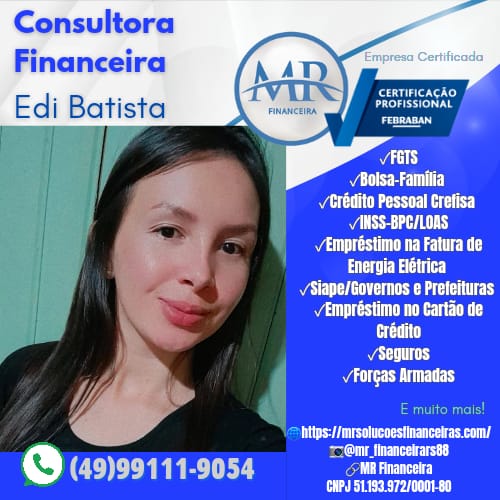 Consultora
Financeira
Edi Batista
MR
FINANCEIRA
Empresa Certificada
CERTIFICAÇÃO
PROFISSIONAL
FEBRABAN
✓FGTS
✓Bolsa-Família
✓Crédito Pessoal Crefisa
✓INSS-BPC/LOAS
✓Empréstimo na Fatura de
Energia Elétrica
✓Siape/Governos e Prefeituras
✓Empréstimo no Cartão de
Crédito
✓Seguros
✓Forças Armadas
E muito mais!
🌐https://mrsolucoesfinanceiras.com/
📷@mr_financeirars88
🔗MR Financeira
CNPJ 51.193.972/0001-80
(49)99111-9054